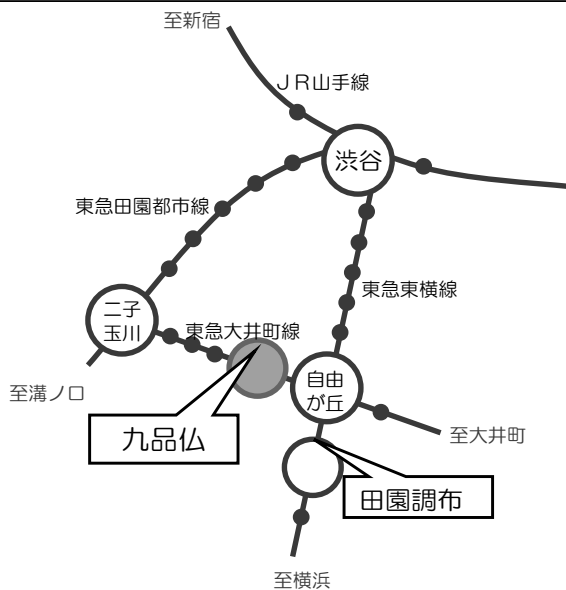 至新宿
ＪＲ山手線
渋谷
東急田園都市線
東急東横線
二子
玉川
東急大井町線
自由
が丘
至溝ノ口
九品仏
至大井町
田園調布
至横浜